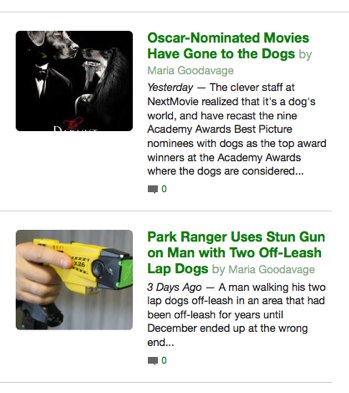 Oscar-Nominated Movies
Have Gone to the Dogs by
Maria Goodavage
Yesterday — The clever staff at
NextMovie realized that it's a dog's
world, and have recast the nine
Academy Awards Best Picture
nominees with dogs as the top award
winners at the Academy Awards
where the dogs are considered...
0
The
Park Ranger Uses Stun Gun
on Man with Two Off-Leash
Lap Dogs by Maria Goodavage
X26
3 Days Ago — A man walking his two
lap dogs off-leash in an area that had
been off-leash for years until
December ended up at the wrong
end...
0